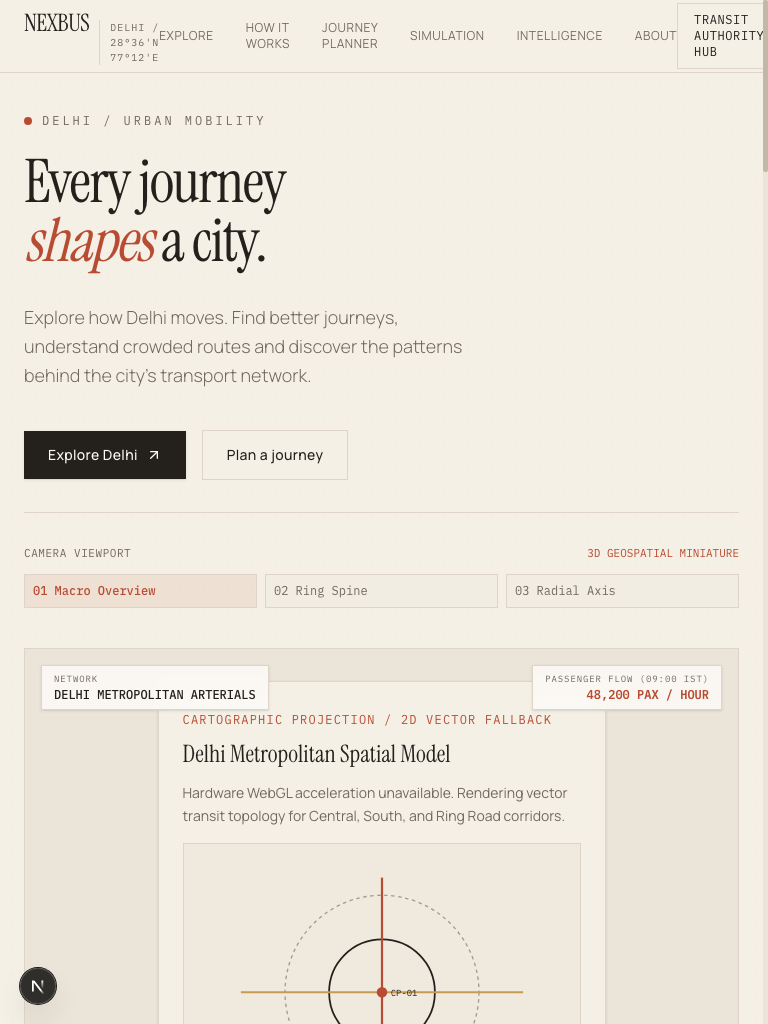 NEXBUS
DELHI /
28°36'N
77°12'E
EXPLORE
HOW IT
WORKS
JOURNEY
PLANNER
SIMULATION
INTELLIGENCE
ABOUT
TRANSIT
AUTHORITY
HUB
DELHI / URBAN MOBILITY
Every journey
shapes a city.
Explore how Delhi moves. Find better journeys,
understand crowded routes and discover the patterns
behind the city's transport network.
Explore Delhi
Plan a journey
CAMERA VIEWPORT
3D GEOSPATIAL MINIATURE
01 Macro Overview
02 Ring Spine
03 Radial Axis
NETWORK
DELHI METROPOLITAN ARTERIALS
PASSENGER FLOW (09:00 IST)
48,200 PAX / HOUR
CARTOGRAPHIC PROJECTION / 2D VECTOR FALLBACK
Delhi Metropolitan Spatial Model
Hardware WebGL acceleration unavailable. Rendering vector
transit topology for Central, South, and Ring Road corridors.
CP-01
N